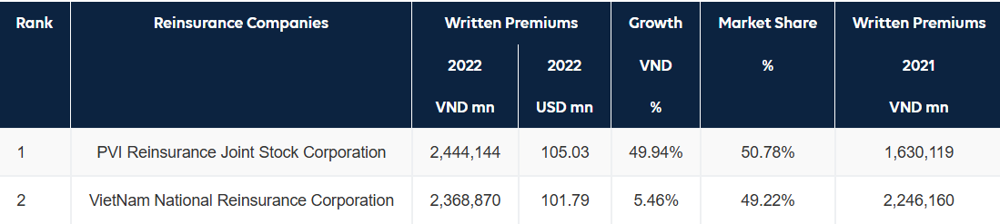 Rank Reinsurance Companies Written Premiums Growth Market Share Written Premiums
2022 2022 VND % 2021
VND mn USD mn % VND mn
1 PVI Reinsurance Joint Stock Corporation 2,444,144 105.03 49.94% 50.78% 1,630,119
2 VietNam National Reinsurance Corporation 2,368,870 101.79 5.46% 49.22% 2,246,160